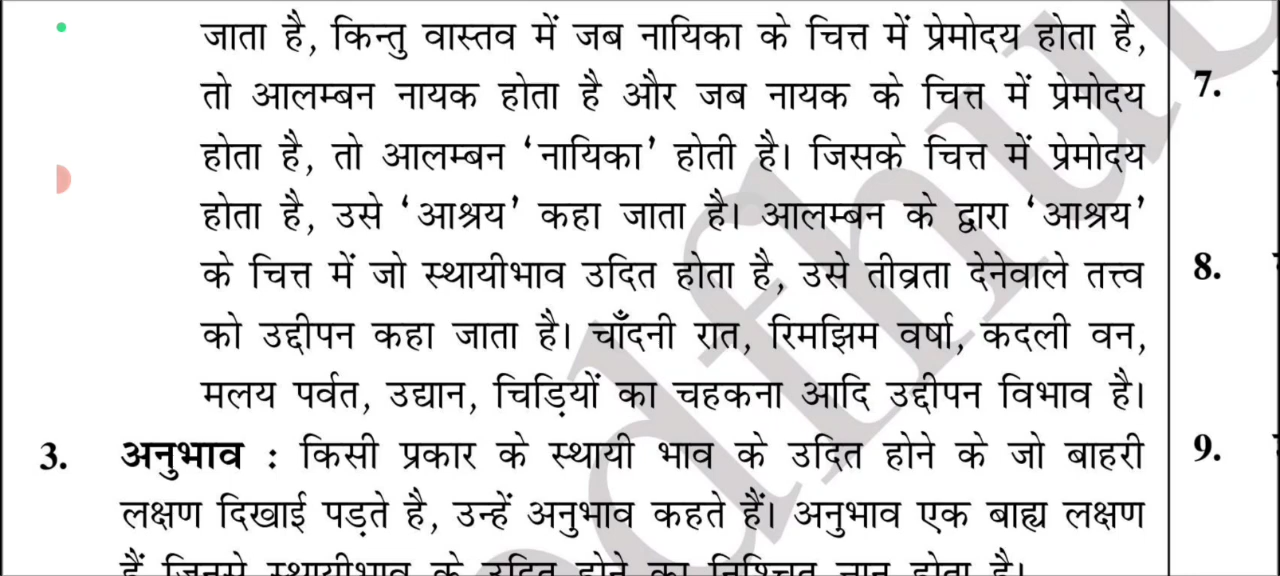 जाता है, किन्तु वास्तव में जब नायिका के चित्त में प्रेमोदय होता है,
तो आलम्बन नायक होता है और जब नायक के चित्त में प्रेमोदय
होता है, तो आलम्बन ‘नायिका’ होती है। जिसके चित्त में प्रेमोदय
होता है, उसे ‘आश्रय’ कहा जाता है। आलम्बन के द्वारा ‘आश्रय’
के चित्त में जो स्थायीभाव उदित होता है, उसे तीव्रता देनेवाले तत्त्व
को उद्दीपन कहा जाता है। चाँदनी रात, रिमझिम वर्षा, कदली वन,
मलय पर्वत, उद्यान, चिड़ियों का चहकना आदि उद्दीपन विभाव है।
3. अनुभाव : किसी प्रकार के स्थायी भाव के उदित होने के जो बाहरी
लक्षण दिखाई पड़ते है, उन्हें अनुभाव कहते हैं। अनुभाव एक बाह्य लक्षण
हैं जिनसे स्थायीभाव के उदित होने का निश्चित ज्ञान होता है।
7.
8.
9.